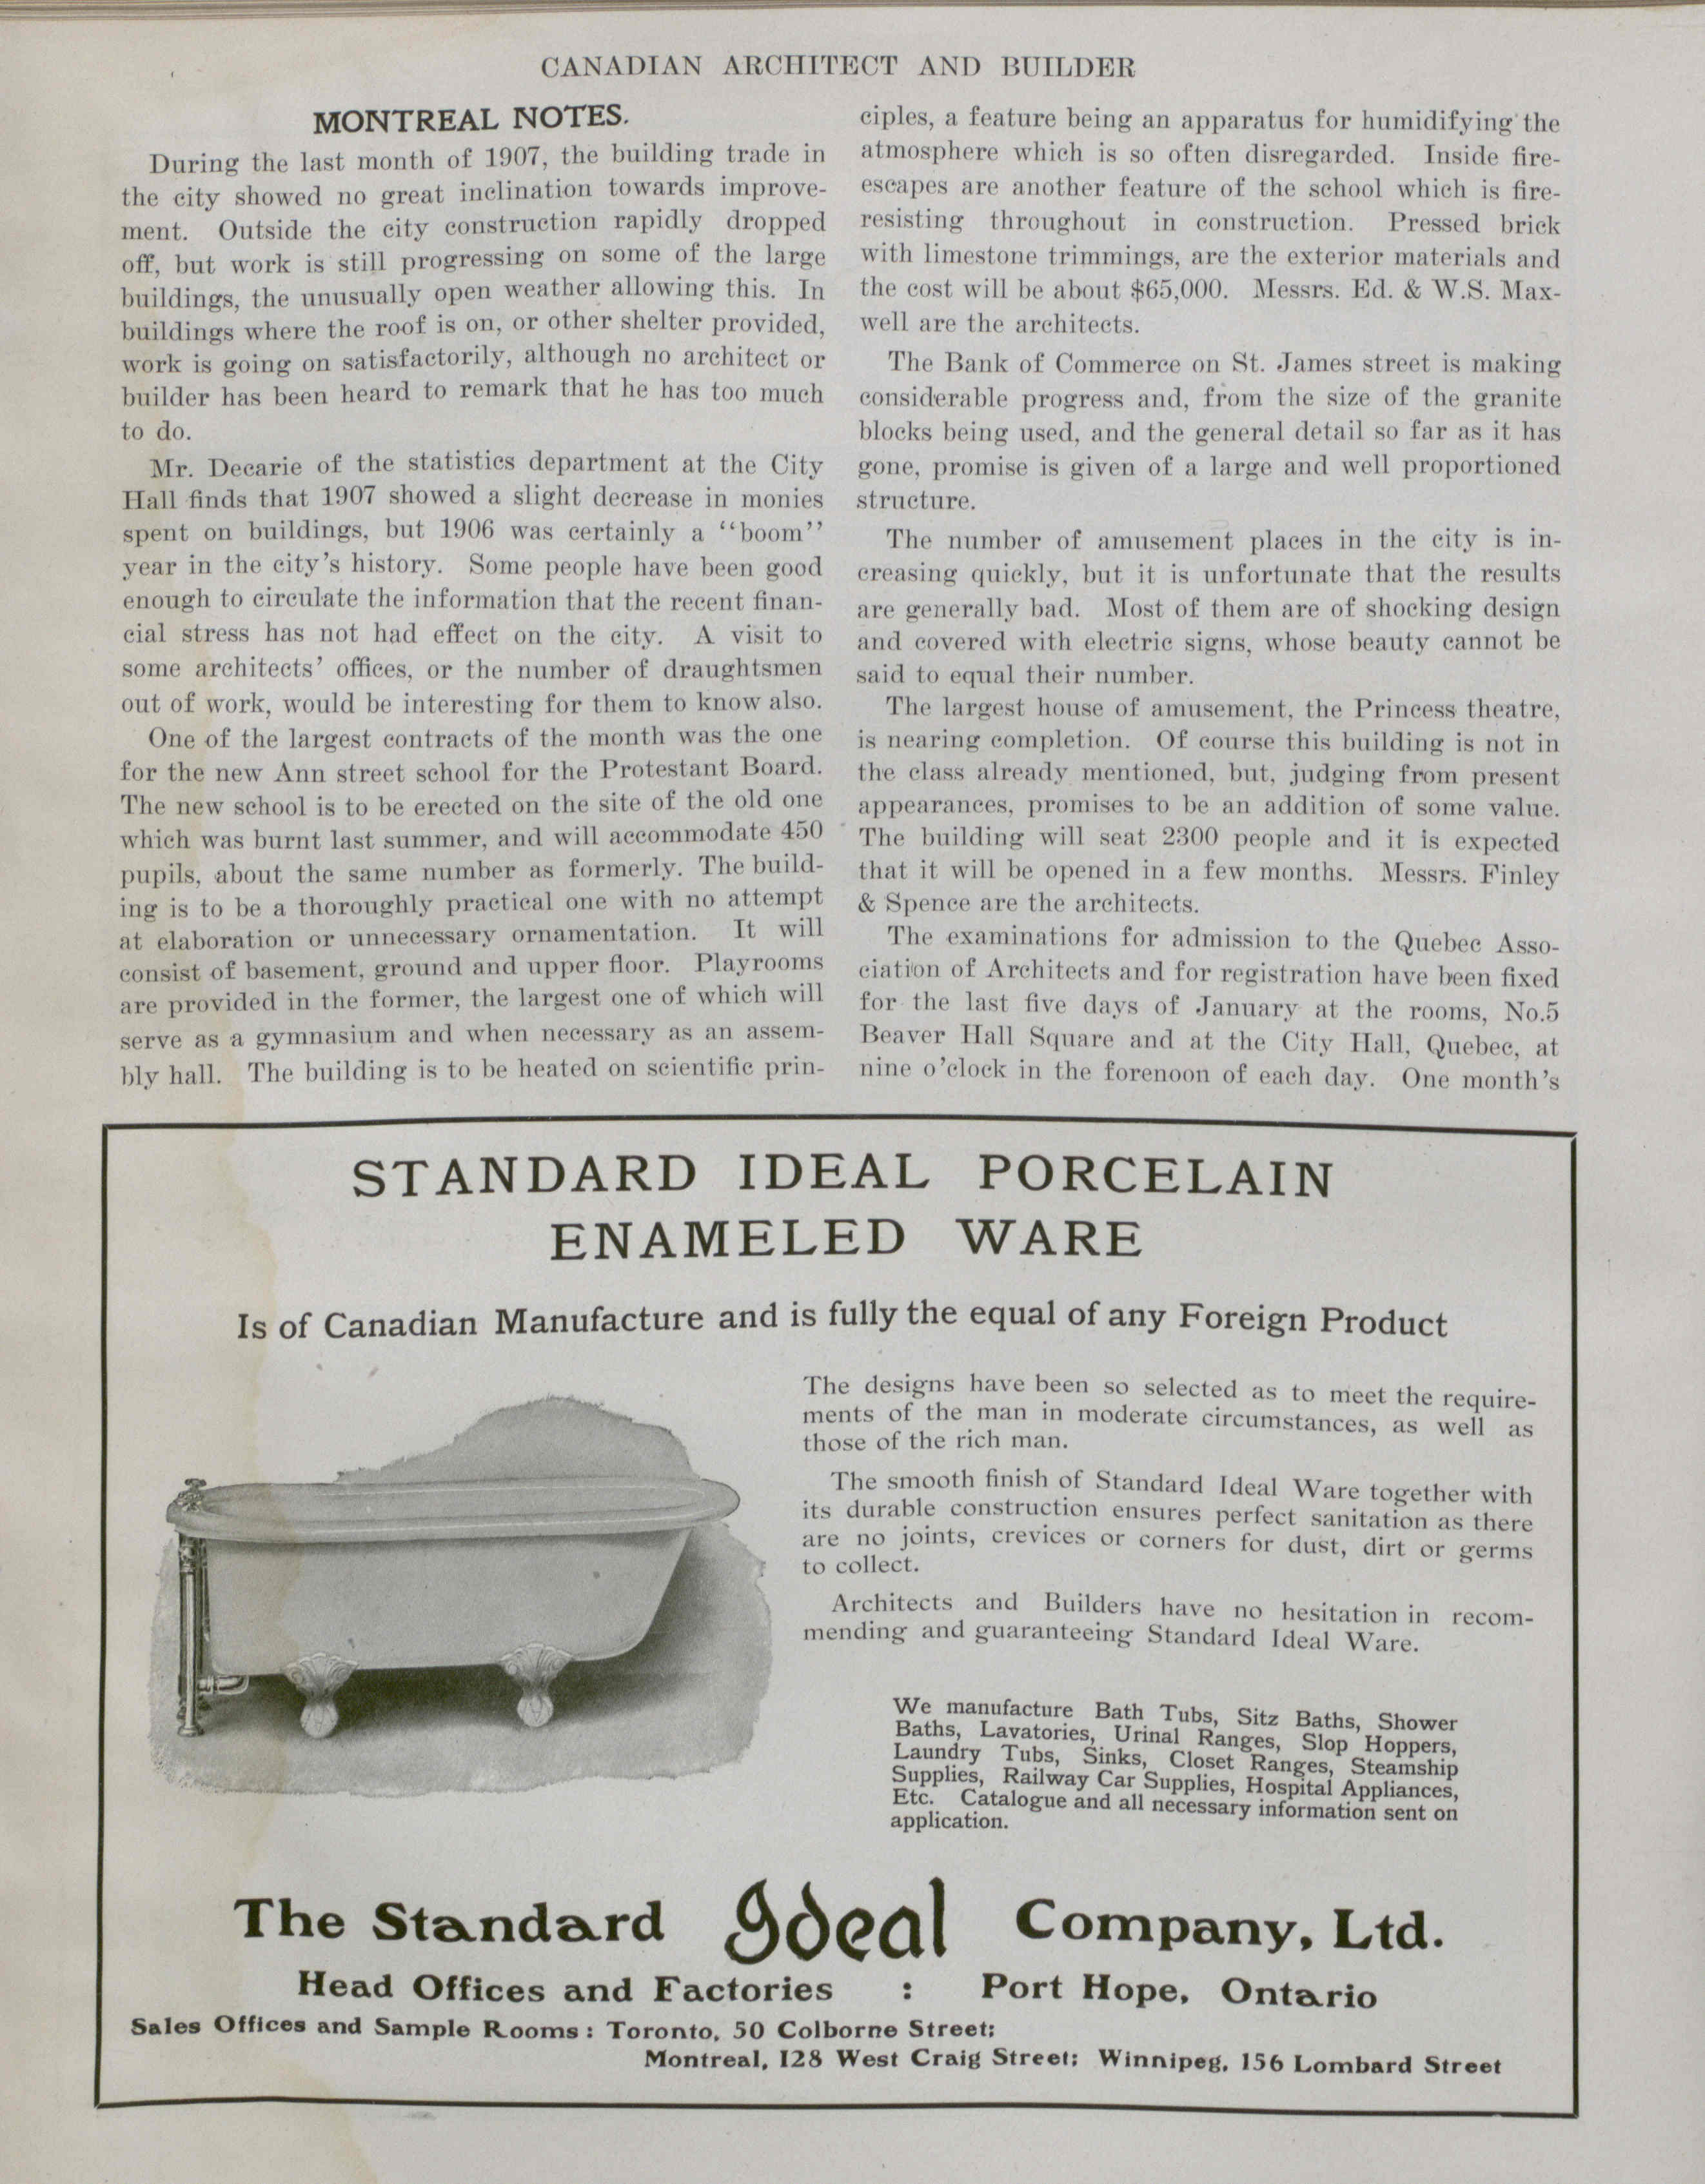 CANADIAN ARCHITECT AND BUILDER
MONTREAL NOTES.
During the last month of 1907, the building trade in
the city showed no great inclination towards improve-
ment. Outside the city construction rapidly dropped
off, but work is still progressing on some of the large
buildings, the unusually open weather allowing this. In
buildings where the roof is on, or other shelter provided,
work is going on satisfactorily, although no architect or
builder has been heard to remark that he has too much
to do.
Mr. Decarie of the statistics department at the City
Hall finds that 1907 showed a slight decrease in monies
spent on buildings, but 1906 was certainly a "boom"
year in the city's history. Some people have been good
enough to circulate the information that the recent finan-
cial stress has not had effect on the city. A visit to
some architects' offices, or the number of draughtsmen
out of work, would be interesting for them to know also.
One of the largest contracts of the month was the one
for the new Ann street school for the Protestant Board.
The new school is to be erected on the site of the old one
which was burnt last summer, and will accommodate 450
pupils, about the same number as formerly. The build-
ing is to be a thoroughly practical one with no attempt
at elaboration or unnecessary ornamentation. It will
consist of basement, ground and upper floor. Playrooms
are provided in the former, the largest one of which will
serve as a gymnasium and when necessary as an assem-
bly hall. The building is to be heated on scientific prin-
ciples, a feature being an apparatus for humidifying the
atmosphere which is so often disregarded. Inside fire-
escapes are another feature of the school which is fire-
resisting throughout in construction. Pressed brick
with limestone trimmings, are the exterior materials and
the cost will be about $65,000. Messrs. Ed. & W.S. Max-
well are the architects.
The Bank of Commerce on St. James street is making
considerable progress and, from the size of the granite
blocks being used, and the general detail so far as it has
gone, promise is given of a large and well proportioned
structure.
The number of amusement places in the city is in-
creasing quickly, but it is unfortunate that the results
are generally bad. Most of them are of shocking design
and covered with electric signs, whose beauty cannot be
said to equal their number.
The largest house of amusement, the Princess theatre,
is nearing completion. Of course this building is not in
the class already mentioned, but, judging from present
appearances, promises to be an addition of some value.
The building will seat 2300 people and it is expected
that it will be opened in a few months. Messrs. Finley
& Spence are the architects.
The examinations for admission to the Quebec Asso-
ciation of Architects and for registration have been fixed
for the last five days of January at the rooms, No.5
Beaver Hall Square and at the City Hall, Quebec, at
nine o'clock in the forenoon of each day. One month's
STANDARD IDEAL PORCELAIN
ENAMELED WARE
Is of Canadian Manufacture and is fully the equal of any Foreign Product
The designs have been so selected as to meet the require-
ments of the man in moderate circumstances, as well as
those of the rich man.
The smooth finish of Standard Ideal Ware together with
its durable construction ensures perfect sanitation as there
are no joints, crevices or corners for dust, dirt or germs
to collect.
Architects and Builders have no hesitation in recom-
mending and guaranteeing Standard Ideal Ware.
We manufacture Bath Tubs, Sitz Baths, Shower
Baths, Lavatories, Urinal Ranges, Slop Hoppers,
Laundry Tubs, Sinks, Closet Ranges, Steamship
Supplies, Railway Car Supplies, Hospital Appliances,
Etc. Catalogue and all necessary information sent on
application.
The Standard Ideal Company, Ltd.
Head Offices and Factories : Port Hope, Ontario
Sales Offices and Sample Rooms: Toronto, 50 Colborne Street;
Montreal, 128 West Craig Street; Winnipeg, 156 Lombard Street